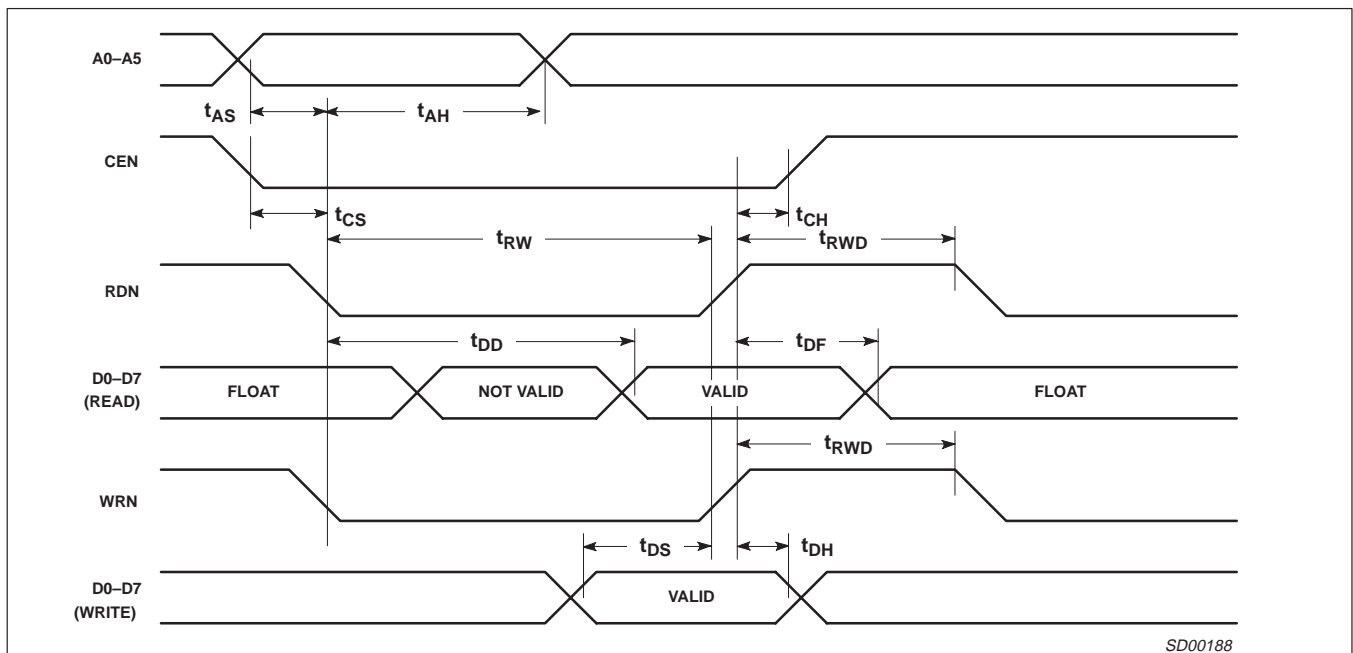 A0–A5
tAS
tAH
CEN
tCS
tCH
tRW
tRWD
RDN
tDD
tDF
D0–D7
(READ)
FLOAT
NOT VALID
VALID
FLOAT
tRWD
WRN
tDS
tDH
D0–D7
(WRITE)
VALID
SD00188